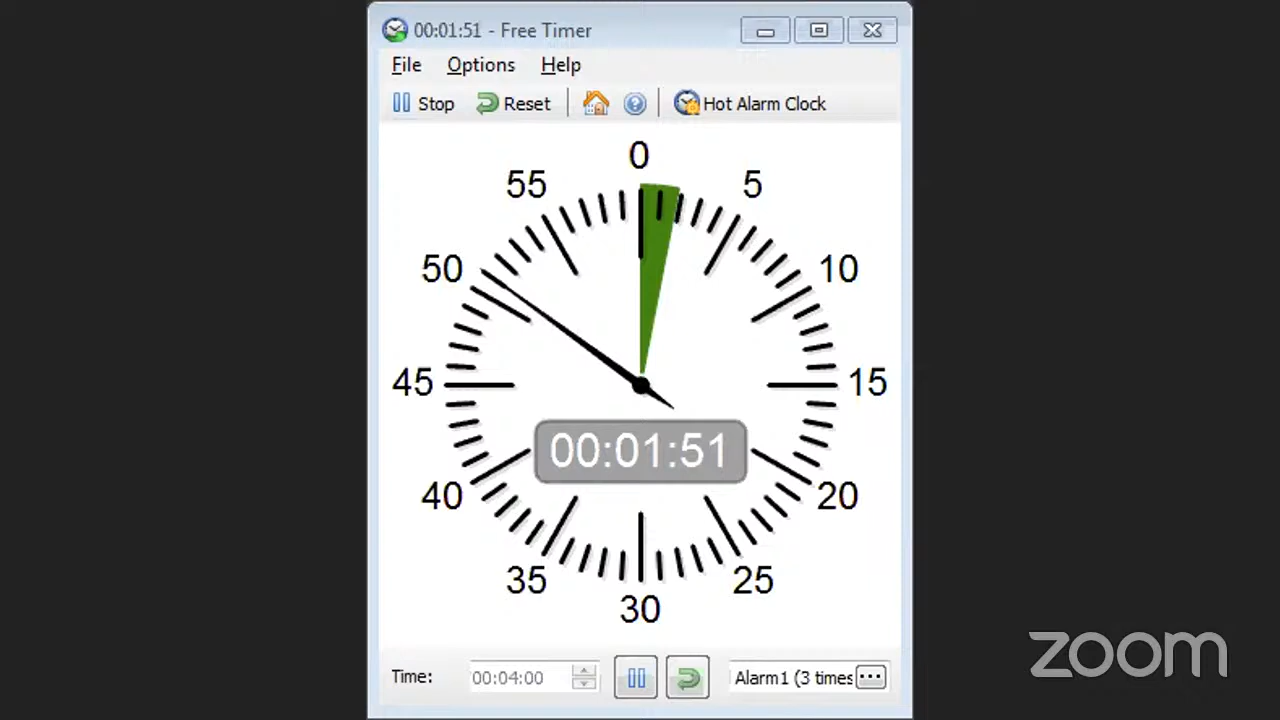 00:01:51 - Free Timer
File Options Help
Stop Reset Hot Alarm Clock
0
55 5
50 10
45 15
00:01:51
40 20
35 25
30
zoom
Time: 00:04:00 Alarm1 (3 times ...